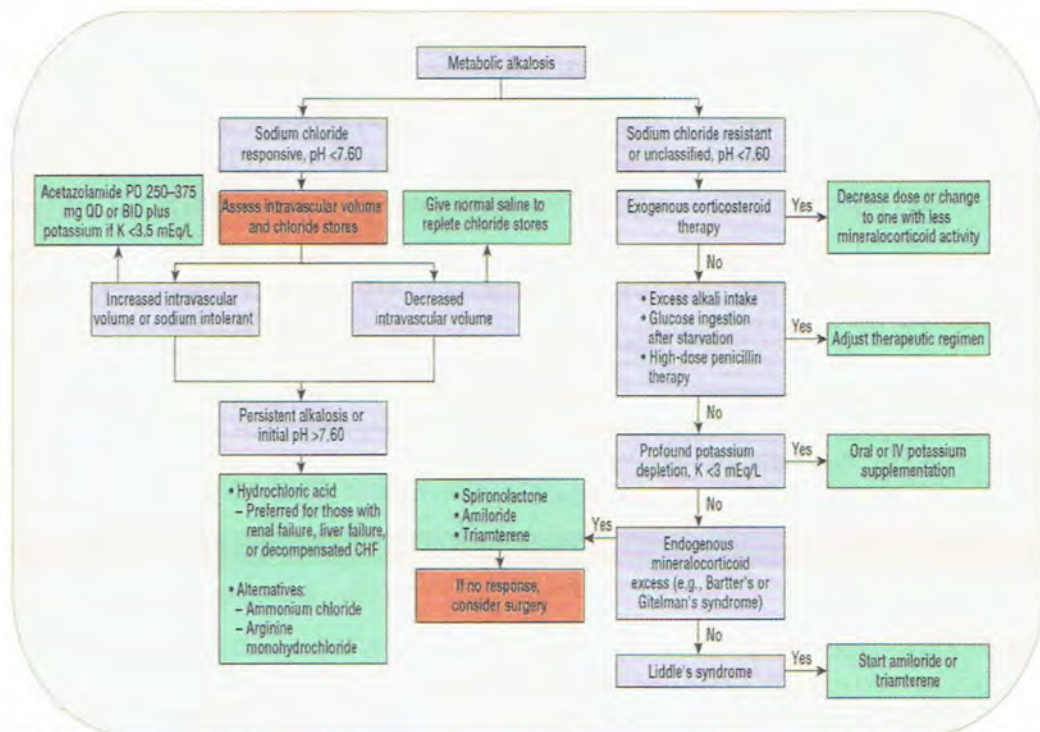 Metabolic alkalosis
Sodium chloride
responsive, pH <7.60
Sodium chloride resistant
or unclassified, pH <7.60
Acetazolamide PO 250–375
mg QD or BID plus
potassium if K <3.5 mEq/L
Assess intravascular volume
and chloride stores
Give normal saline to
replete chloride stores
Exogenous corticosteroid
therapy
Yes
Decrease dose or change
to one with less
mineralocorticoid activity
No
Increased intravascular
volume or sodium intolerant
Decreased
intravascular volume
• Excess alkali intake
• Glucose ingestion
after starvation
• High-dose penicillin
therapy
Yes
Adjust therapeutic regimen
No
Persistent alkalosis or
initial pH >7.60
Profound potassium
depletion, K <3 mEq/L
Yes
Oral or IV potassium
supplementation
No
• Hydrochloric acid
– Preferred for those with
renal failure, liver failure,
or decompensated CHF
• Alternatives:
– Ammonium chloride
– Arginine
monohydrochloride
• Spironolactone
• Amiloride
• Triamterene
Yes
Endogenous
mineralocorticoid
excess (e.g., Bartter's or
Gitelman's syndrome)
If no response,
consider surgery
No
Liddle's syndrome
Yes
Start amiloride or
triamterene